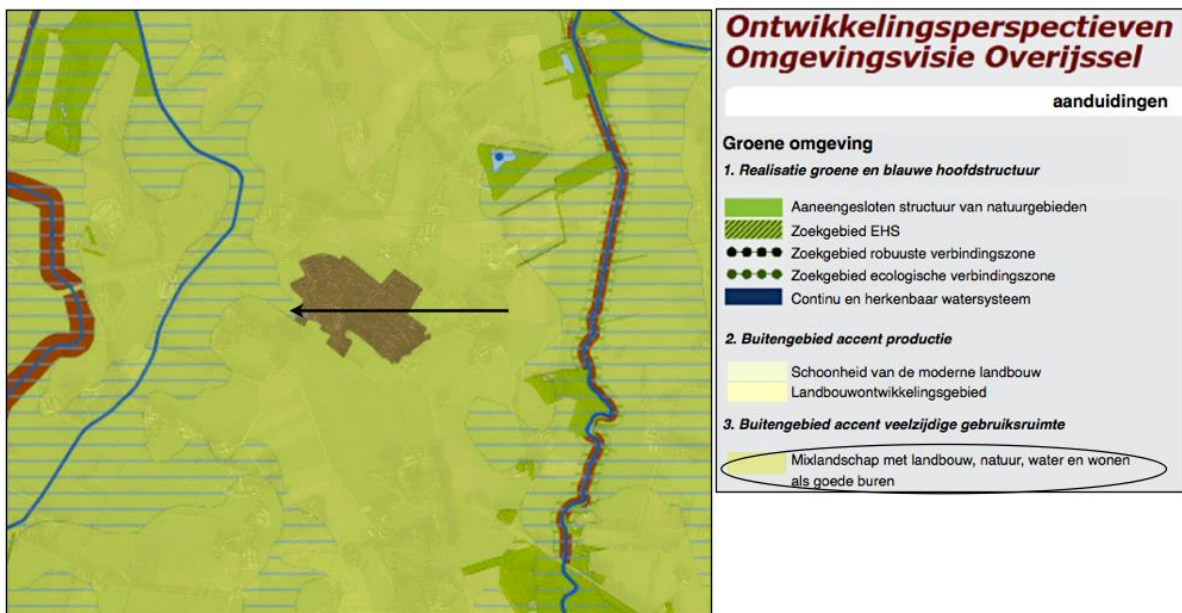 Ontwikkelingsperspectieven
Omgevingsvisie Overijssel
aanduidingen
Groene omgeving
1. Realisatie groene en blauwe hoofdstructuur
Aaneengesloten structuur van natuurgebieden
Zoekgebied EHS
Zoekgebied robuuste verbindingszone
Zoekgebied ecologische verbindingszone
Continu en herkenbaar watersysteem
2. Buitengebied accent productie
Schoonheid van de moderne landbouw
Landbouwontwikkelingsgebied
3. Buitengebied accent veelzijdige gebruiksruimte
Mixlandschap met landbouw, natuur, water en wonen
als goede buren